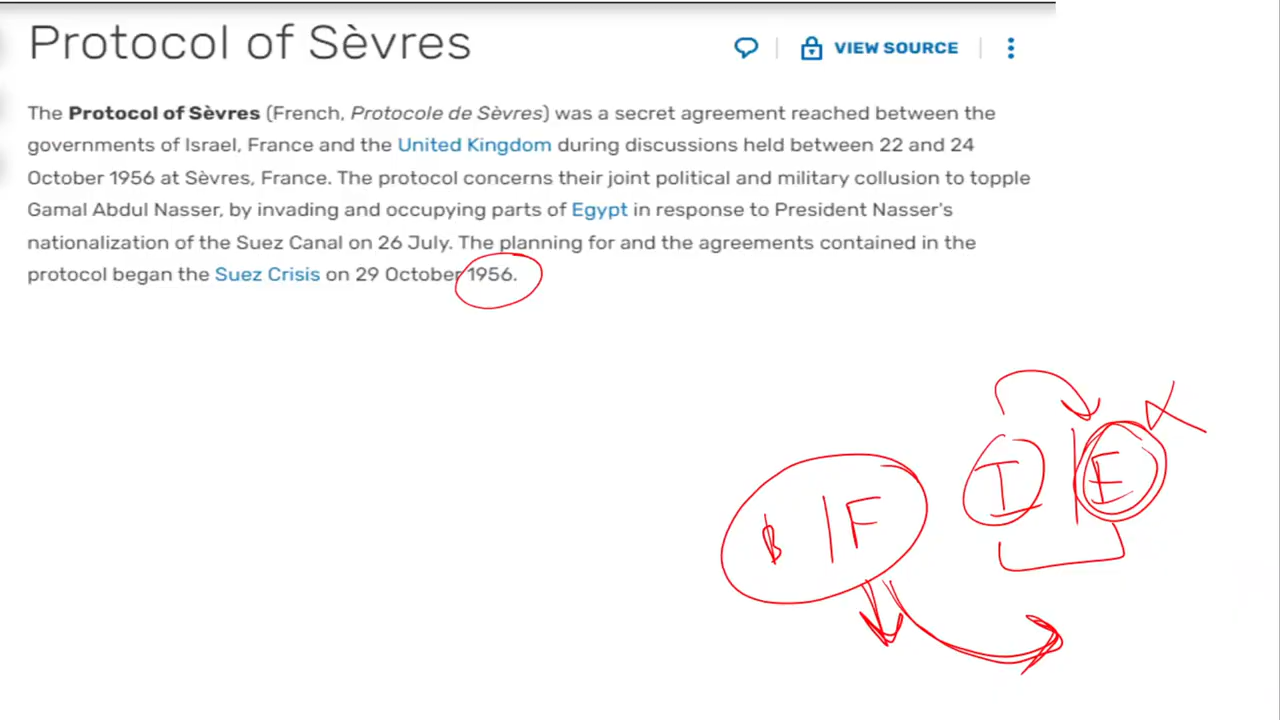 Protocol of Sèvres
VIEW SOURCE
The Protocol of Sèvres (French, Protocole de Sèvres) was a secret agreement reached between the
governments of Israel, France and the United Kingdom during discussions held between 22 and 24
October 1956 at Sèvres, France. The protocol concerns their joint political and military collusion to topple
Gamal Abdul Nasser, by invading and occupying parts of Egypt in response to President Nasser's
nationalization of the Suez Canal on 26 July. The planning for and the agreements contained in the
protocol began the Suez Crisis on 29 October 1956.
I | E
B | F